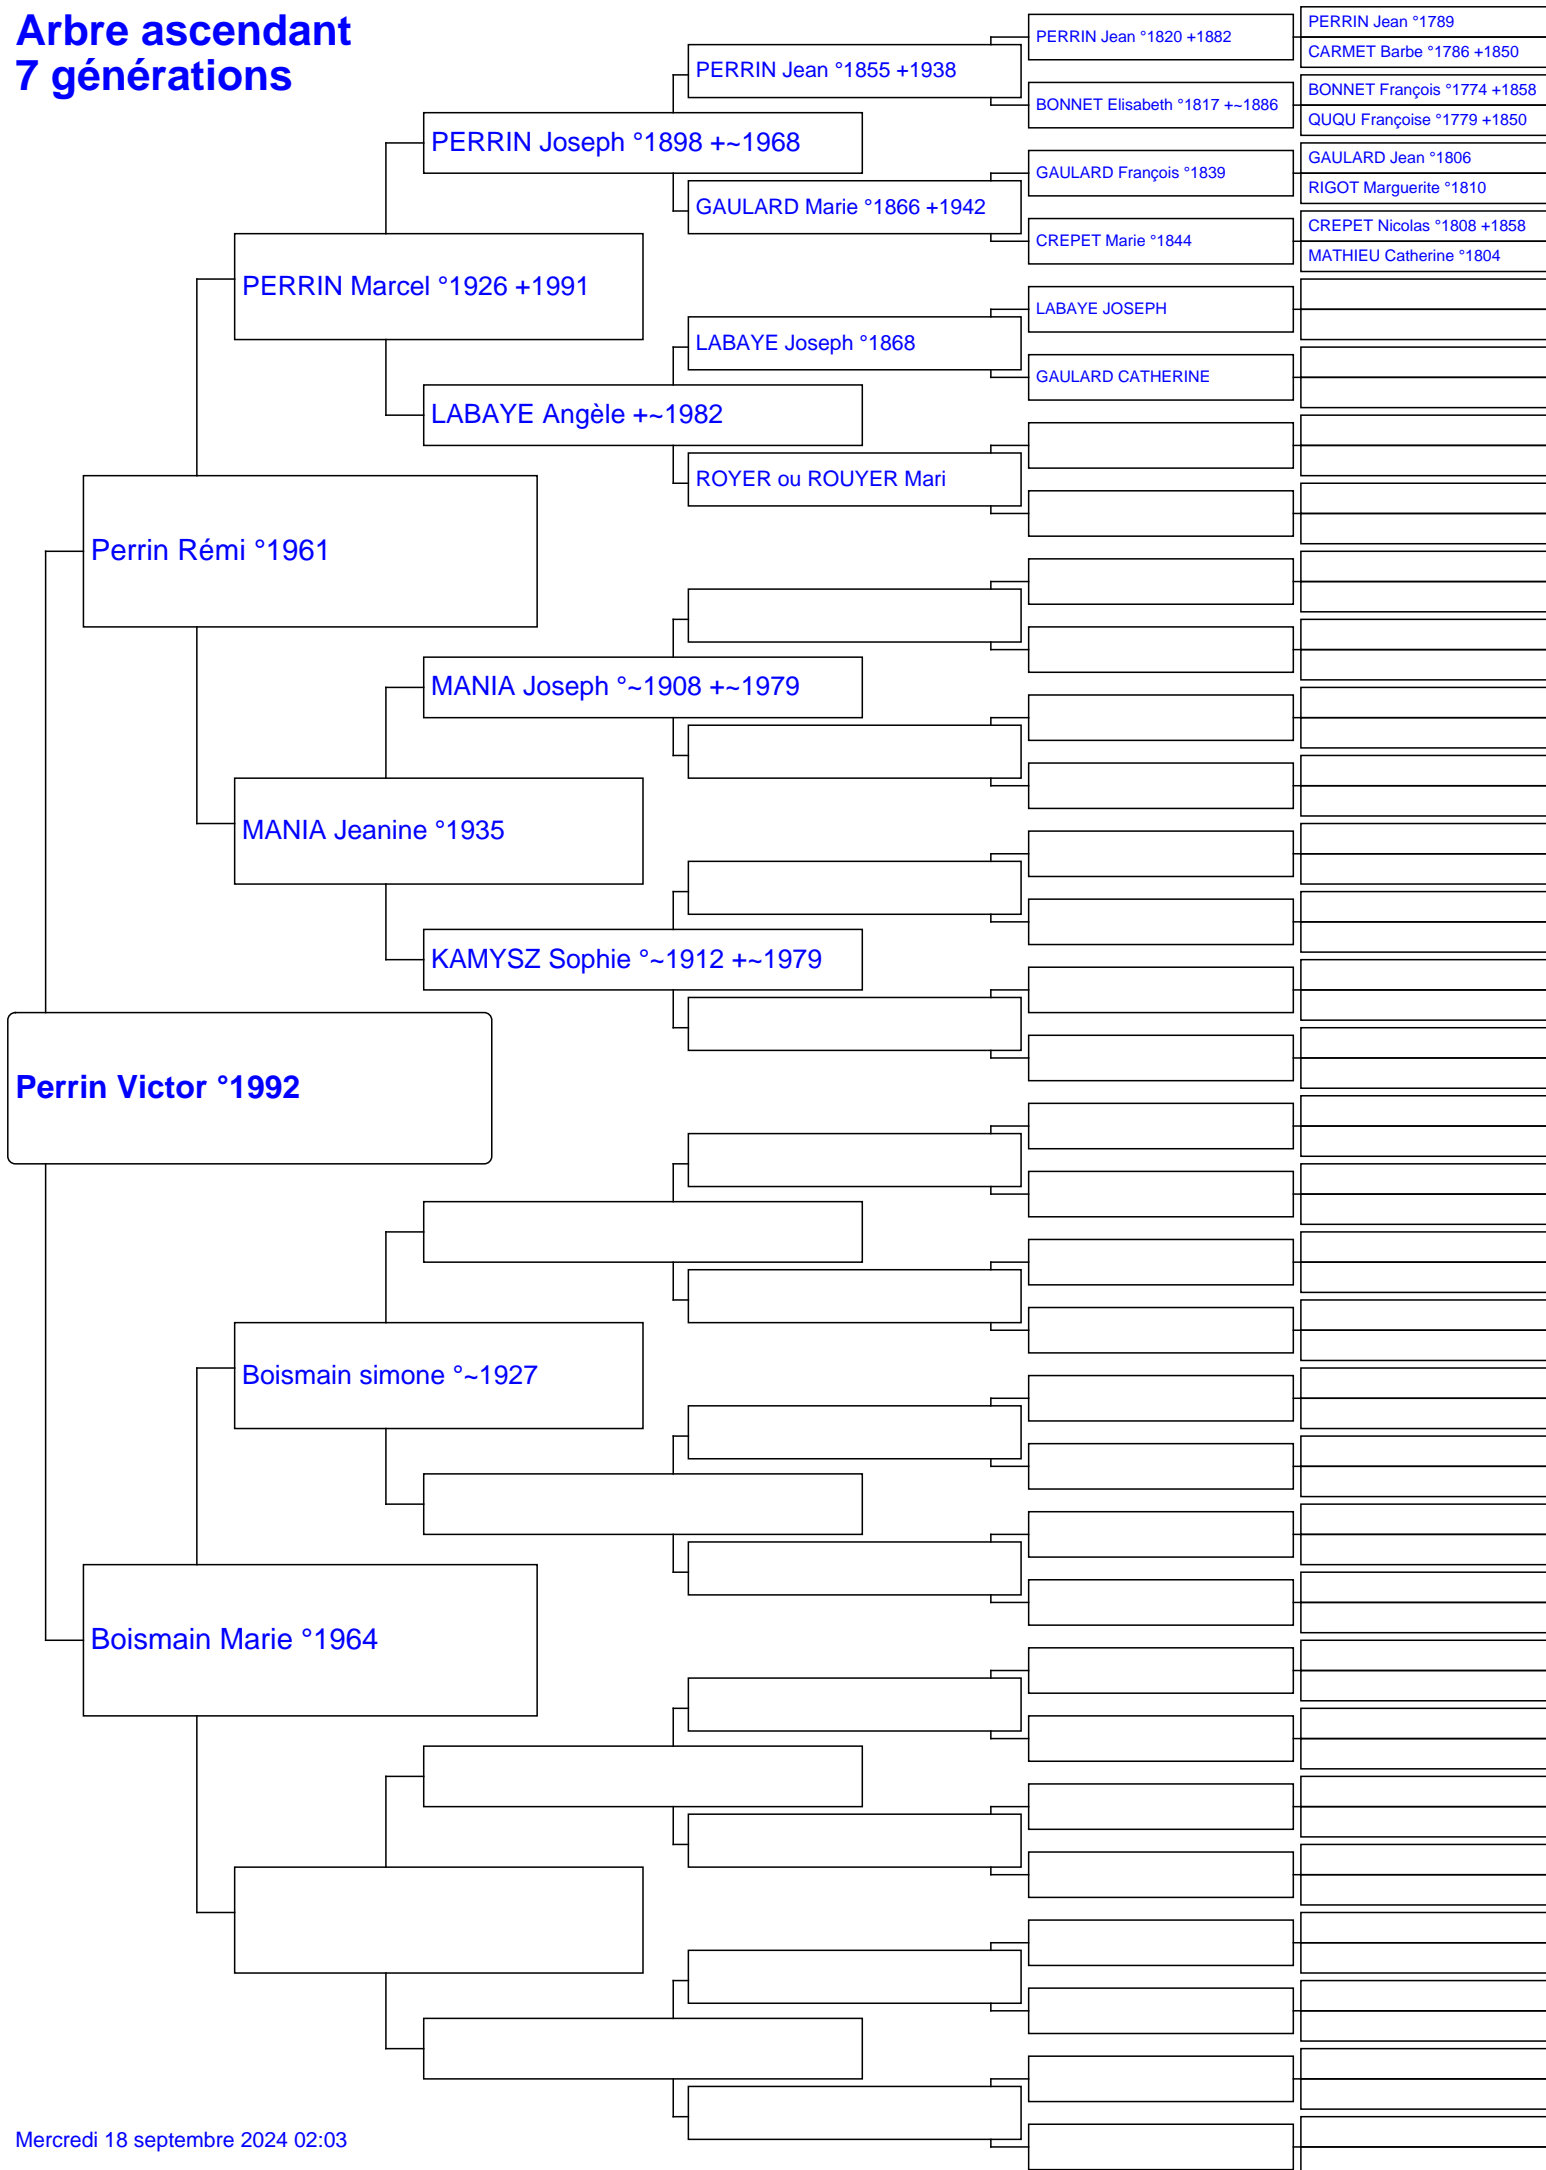 Arbre ascendant
7 générations
PERRIN Jean °1789
PERRIN Jean °1820 +1882
CARMET Barbe °1786 +1850
PERRIN Jean °1855 +1938
BONNET François °1774 +1858
BONNET Elisabeth °1817 +~1886
QUQU Françoise °1779 +1850
PERRIN Joseph °1898 +~1968
GAULARD Jean °1806
GAULARD François °1839
RIGOT Marguerite °1810
GAULARD Marie °1866 +1942
CREPET Nicolas °1808 +1858
CREPET Marie °1844
MATHIEU Catherine °1804
PERRIN Marcel °1926 +1991
LABAYE JOSEPH
LABAYE Joseph °1868
GAULARD CATHERINE
LABAYE Angèle +~1982
ROYER ou ROUYER Mari
Perrin Rémi °1961
MANIA Joseph °~1908 +~1979
MANIA Jeanine °1935
KAMYSZ Sophie °~1912 +~1979
Perrin Victor °1992
Boismain simone °~1927
Boismain Marie °1964
Mercredi 18 septembre 2024 02:03